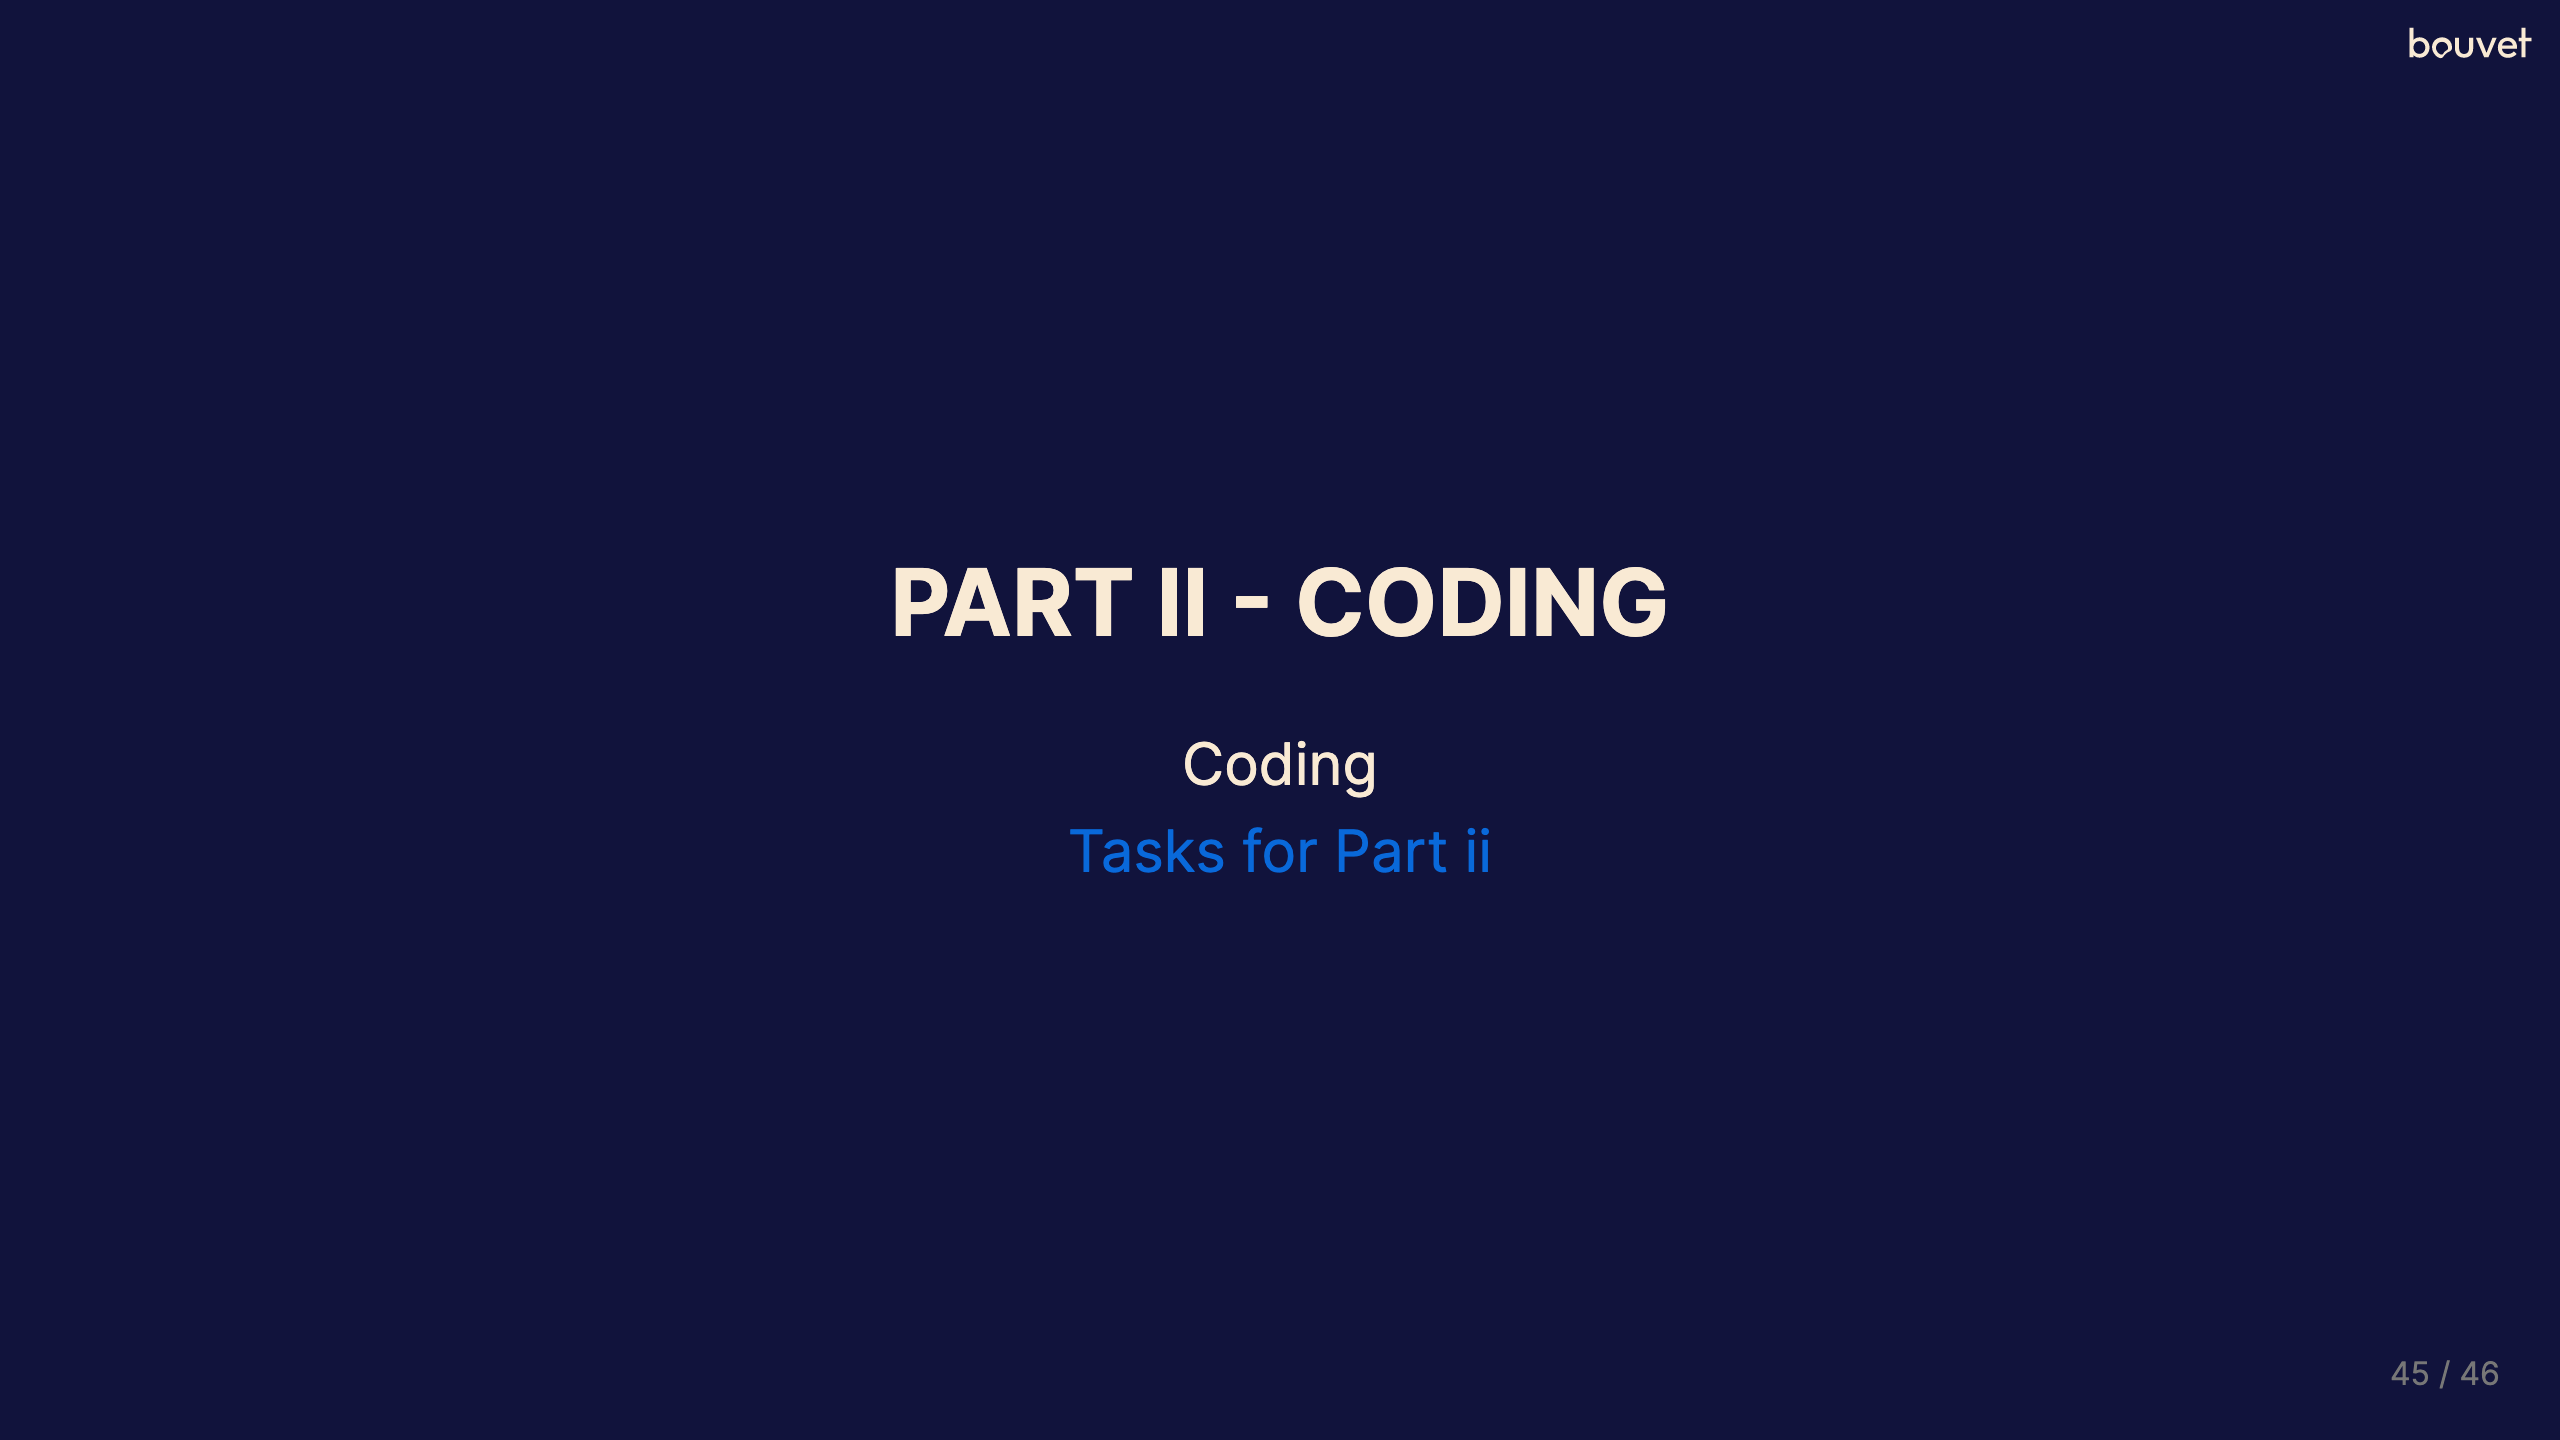 bouvet
PART II - CODING
Coding
Tasks for Part ii
45 / 46